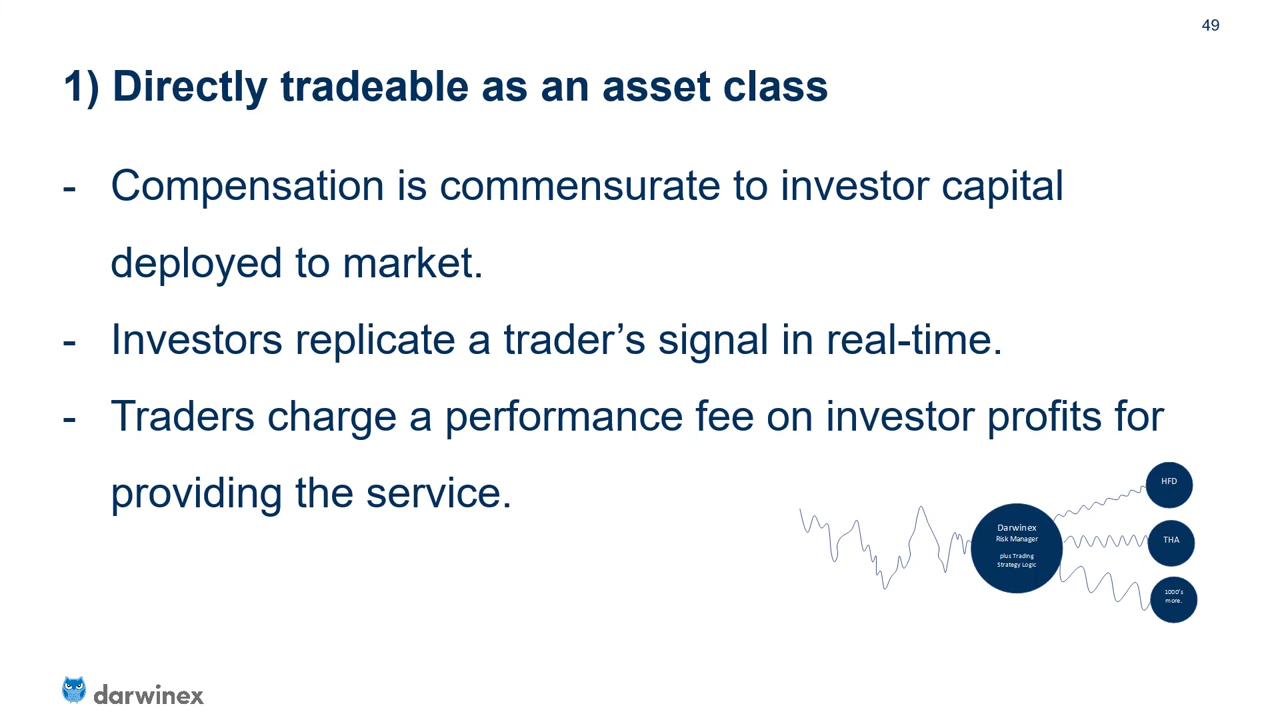 49
1) Directly tradeable as an asset class
- Compensation is commensurate to investor capital
deployed to market.
- Investors replicate a trader’s signal in real-time.
- Traders charge a performance fee on investor profits for
providing the service.
HFD
Darwinex
Risk Manager
plus Trading
Strategy Logic
THA
1000's
more.
darwinex